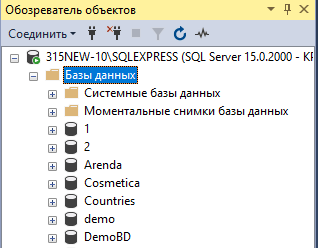 Обозреватель объектов
Соединить
315NEW-10\SQLEXPRESS (SQL Server 15.0.2000 -
Базы данных
Системные базы данных
Моментальные снимки базы данных
1
2
Arenda
Cosmetica
Countries
demo
DemoBD